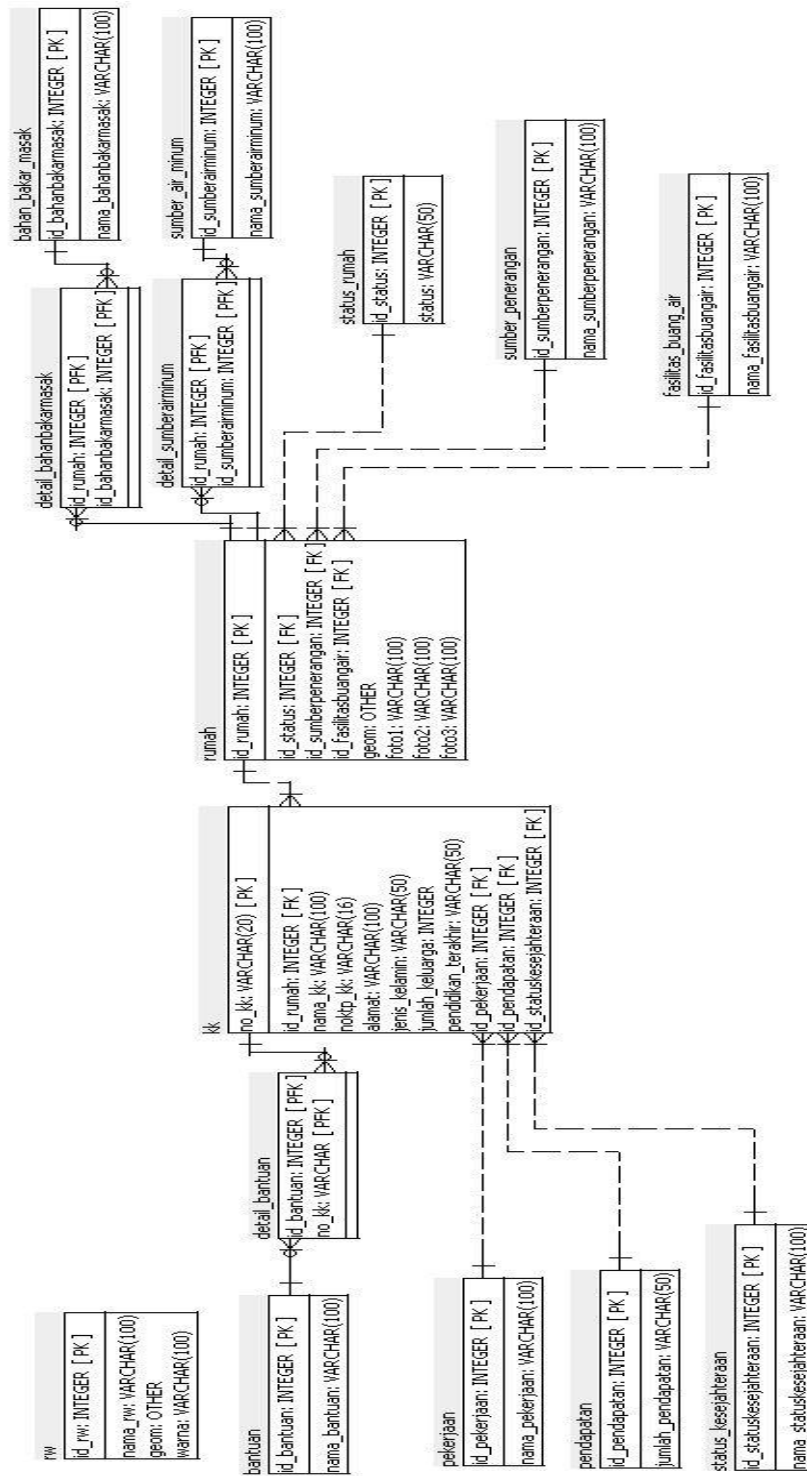 rw
id_rw: INTEGER [ PK ]
nama_rw: VARCHAR(100)
geom: OTHER
warna: VARCHAR(100)
bantuan
id_bantuan: INTEGER [ PK ]
nama_bantuan: VARCHAR(100)
detail_bantuan
id_bantuan: INTEGER [ PFK ]
no_kk: VARCHAR [ PFK ]
pekerjaan
id_pekerjaan: INTEGER [ PK ]
nama_pekerjaan: VARCHAR(100)
pendapatan
id_pendapatan: INTEGER [ PK ]
jumlah_pendapatan: VARCHAR(50)
status_kesejahteraan
id_statuskesejahteraan: INTEGER [ PK ]
nama_statuskesejahteraan: VARCHAR(100)
kk
no_kk: VARCHAR(20) [ PK ]
id_rumah: INTEGER [ FK ]
nama_kk: VARCHAR(100)
noktp_kk: VARCHAR(16)
alamat: VARCHAR(100)
jenis_kelamin: VARCHAR(50)
jumlah_keluarga: INTEGER
pendidikan_terakhir: VARCHAR(50)
id_pekerjaan: INTEGER [ FK ]
id_pendapatan: INTEGER [ FK ]
id_statuskesejahteraan: INTEGER [ FK ]
rumah
id_rumah: INTEGER [ PK ]
id_status: INTEGER [ FK ]
id_sumberpenerangan: INTEGER [ FK ]
id_fasilitasbuangair: INTEGER [ FK ]
geom: OTHER
foto1: VARCHAR(100)
foto2: VARCHAR(100)
foto3: VARCHAR(100)
detail_bahanbakarmasak
id_rumah: INTEGER [ PFK ]
id_bahanbakarmasak: INTEGER [ PFK ]
detail_sumberairminum
id_rumah: INTEGER [ PFK ]
id_sumberairminum: INTEGER [ PFK ]
bahan_bakar_masak
id_bahanbakarmasak: INTEGER [ PK ]
nama_bahanbakarmasak: VARCHAR(100)
sumber_air_minum
id_sumberairminum: INTEGER [ PK ]
nama_sumberairminum: VARCHAR(100)
status_rumah
id_status: INTEGER [ PK ]
status: VARCHAR(50)
sumber_penerangan
id_sumberpenerangan: INTEGER [ PK ]
nama_sumberpenerangan: VARCHAR(100)
fasilitas_buang_air
id_fasilitasbuangair: INTEGER [ PK ]
nama_fasilitasbuangair: VARCHAR(100)